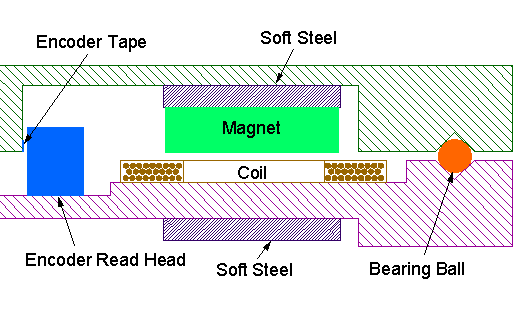 Soft Steel
Encoder Tape
Magnet
Coil
Encoder Read Head
Soft Steel
Bearing Ball